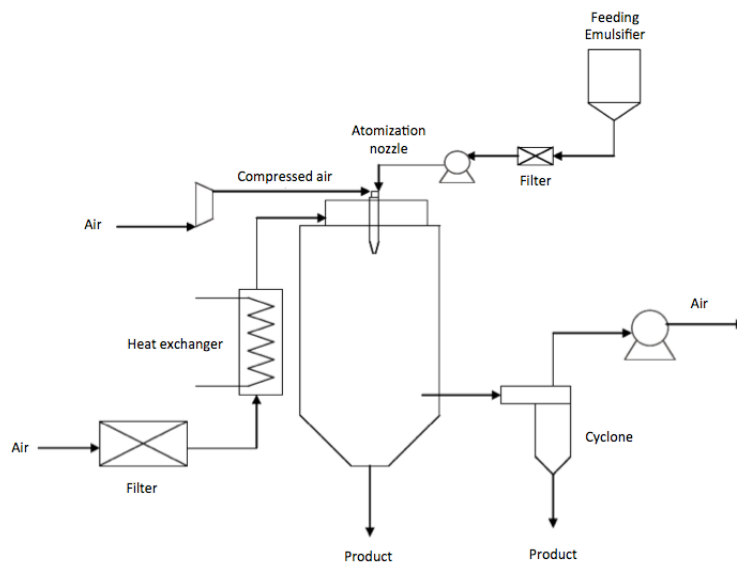 Feeding
Emulsifier
Atomization
nozzle
Compressed air
Filter
Air
Air
Heat exchanger
Air
Cyclone
Filter
Product
Product